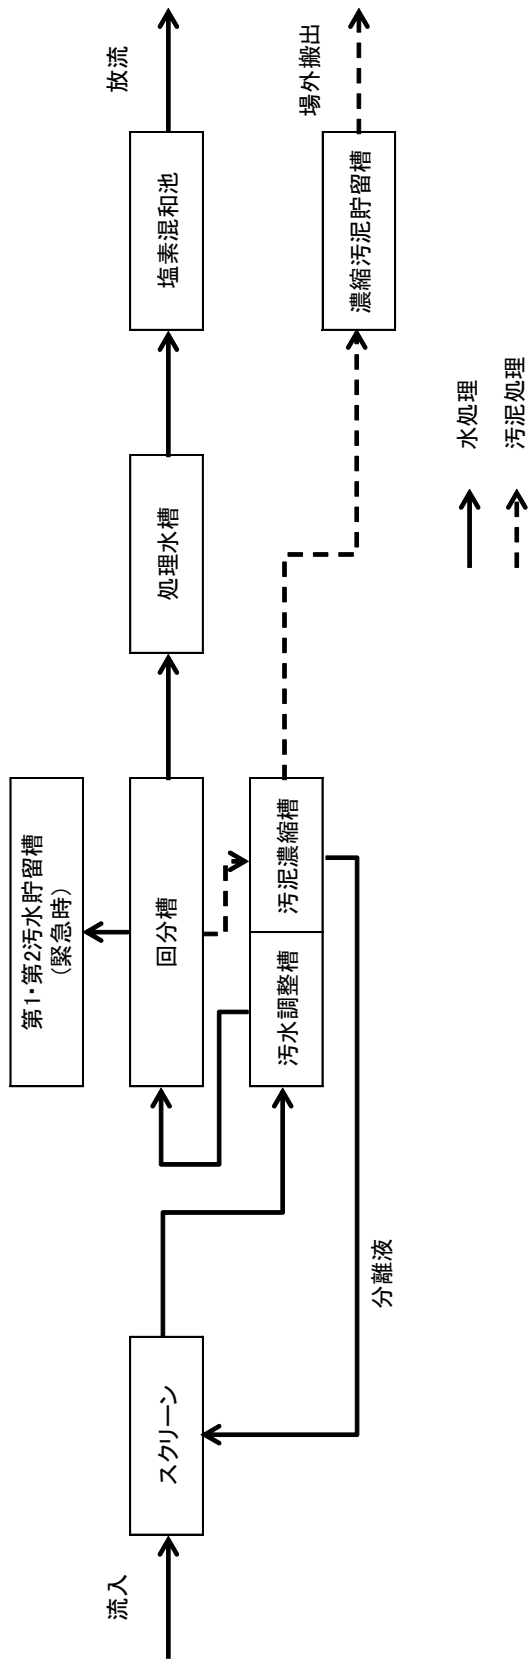 流入
スクリーン
分離液
第1・第2汚水貯留槽
（緊急時）
回分槽
汚水調整槽
汚泥濃縮槽
処理水槽
塩素混和池
放流
濃縮汚泥貯留槽
場外搬出
水処理
汚泥処理